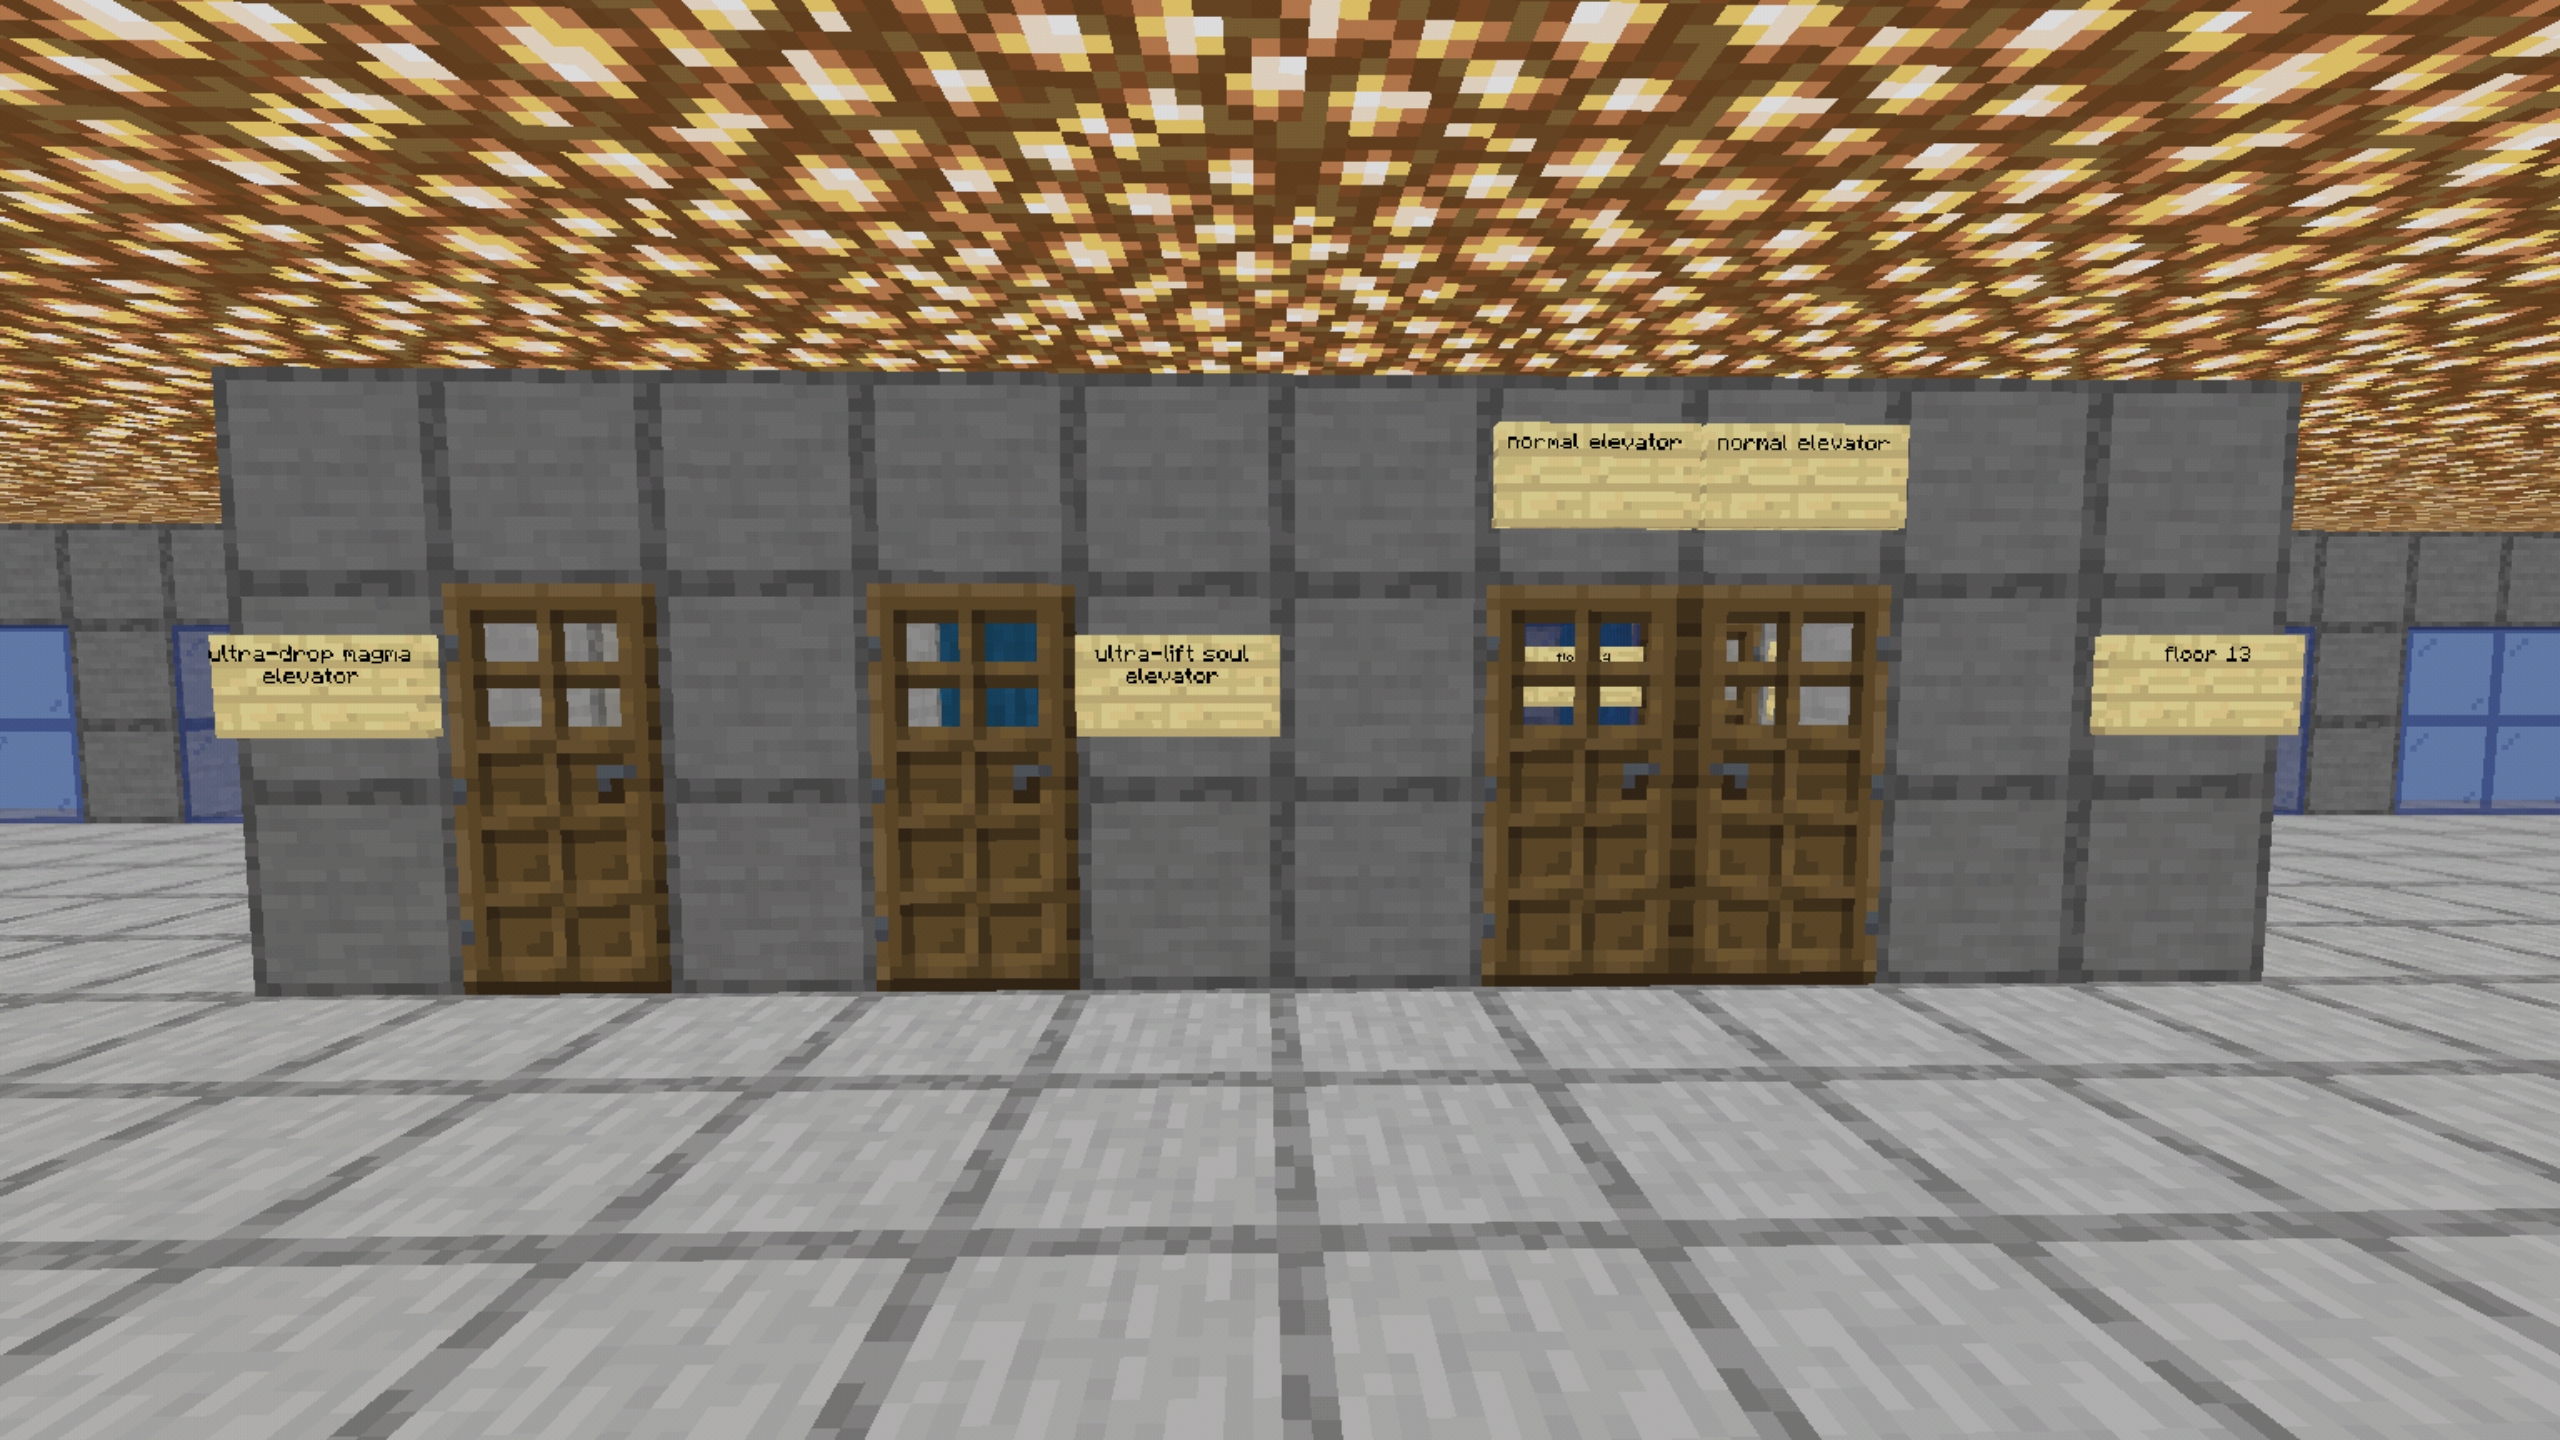 normal elevator
normal elevator
ultra-drop magma
elevator
ultra-lift soul
elevator
floor 13